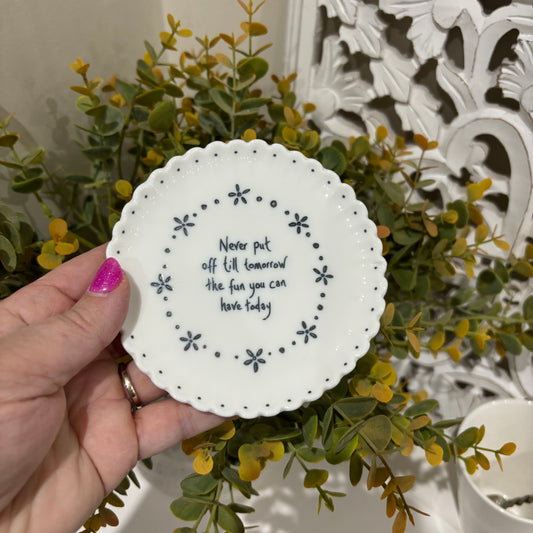 Never put
off till tomorrow
the fun you can
have today